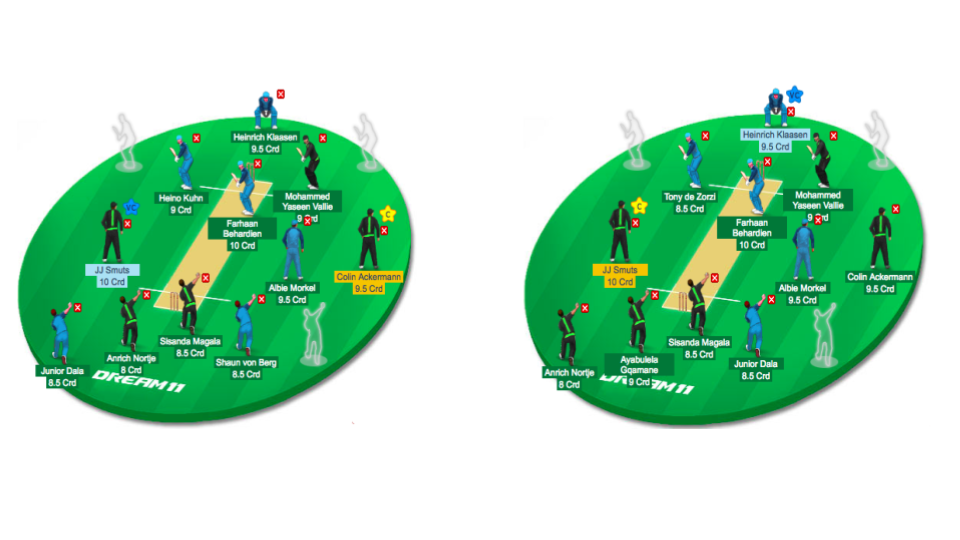 Heinrich Klaasen
9.5 Crd
Heino Kuhn
9 Crd
Mohammed
Yaseen Vallie
9 Crd
Farhaan
Behardien
10 Crd
VC
JJ Smuts
10 Crd
C
Colin Ackermann
9.5 Crd
Albie Morkel
9.5 Crd
Junior Dala
8.5 Crd
Anrich Nortje
8 Crd
Sisanda Magala
8.5 Crd
Shaun von Berg
8.5 Crd
DREAM11
VC
Heinrich Klaasen
9.5 Crd
Tony de Zorzi
8.5 Crd
Mohammed
Yaseen Vallie
9 Crd
Farhaan
Behardien
10 Crd
C
JJ Smuts
10 Crd
Colin Ackermann
9.5 Crd
Albie Morkel
9.5 Crd
Anrich Nortje
8 Crd
Ayabulela
Gqamane
9 Crd
Sisanda Magala
8.5 Crd
Junior Dala
8.5 Crd
DREAM11